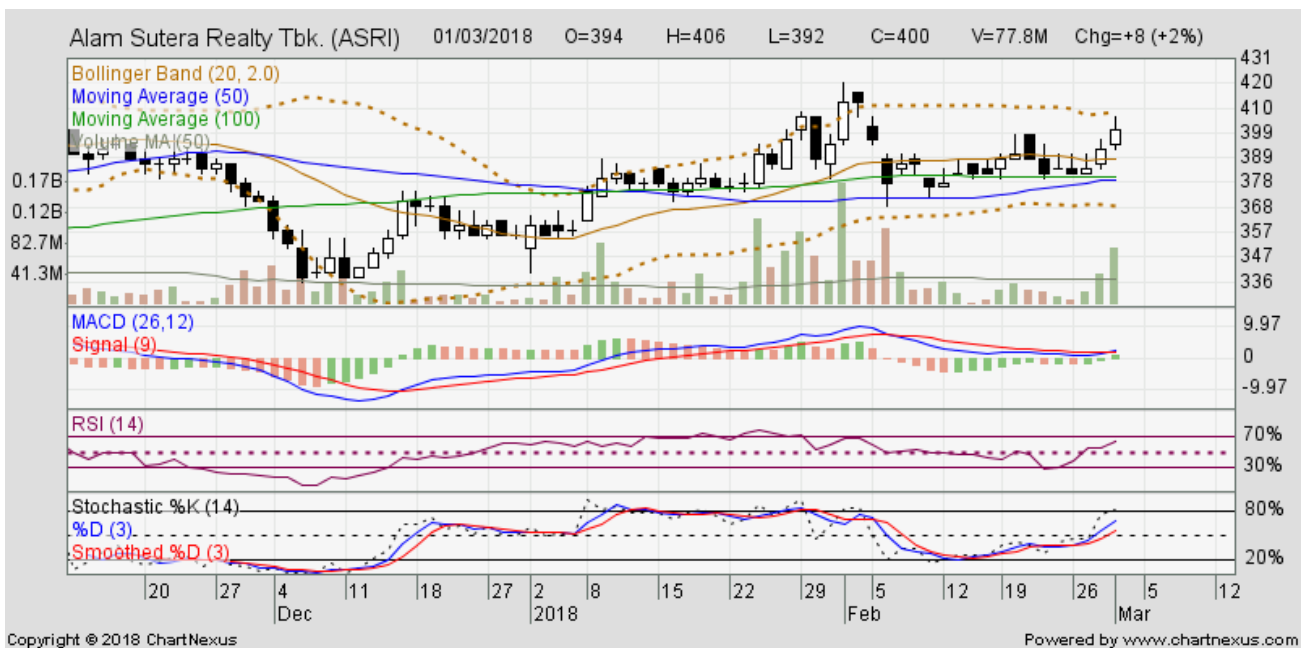 Alam Sutera Realty Tbk. (ASRI) 01/03/2018 O=394 H=406 L=392 C=400 V=77.8M Chg=+8 (+2%)
Bollinger Band (20, 2.0)
Moving Average (50)
Moving Average (100)
Volume MA (50)
431
420
410
399
389
378
368
357
347
336
0.17B
0.12B
82.7M
41.3M
MACD (26,12)
Signal (9)
9.97
0
-9.97
RSI (14)
70%
30%
Stochastic %K (14)
%D (3)
Smoothed %D (3)
80%
20%
20 27 4 11 18 27 2 8 15 22 29 5 12 19 26 5 12
Dec 2018 Feb Mar
Copyright © 2018 ChartNexus Powered by www.chartnexus.com